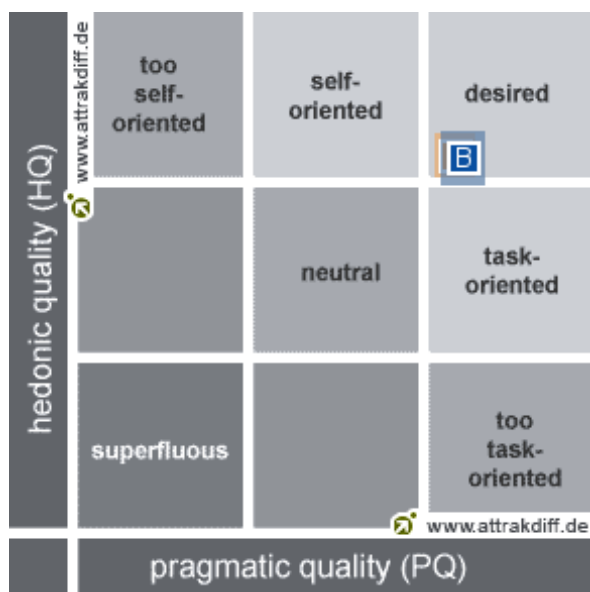 hedonic quality (HQ)
www.attrakdiff.de
too
self-
oriented
self-
oriented
desired
B
neutral
task-
oriented
superfluous
too
task-
oriented
www.attrakdiff.de
pragmatic quality (PQ)